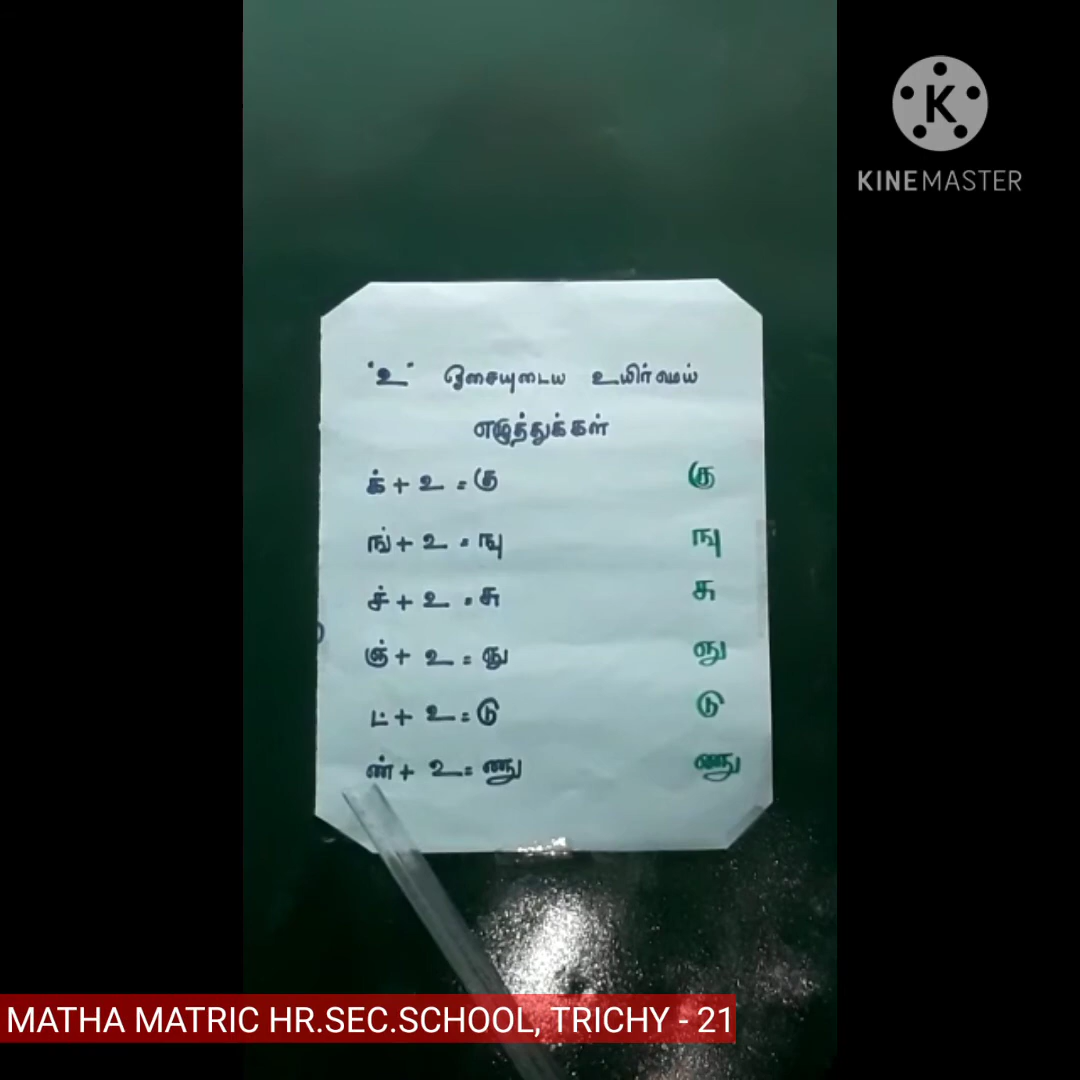 KINEMASTER
"உ" ஓசையுடைய உயிர்மெய்
எழுத்துக்கள்
க் + உ = கு கு
ங் + உ = ஙு ஙு
ச் + உ = சு சு
ஞ் + உ = ஞு ஞு
ட் + உ = டு டு
ண் + உ = ணு ணு
MATHA MATRIC HR.SEC.SCHOOL, TRICHY - 21